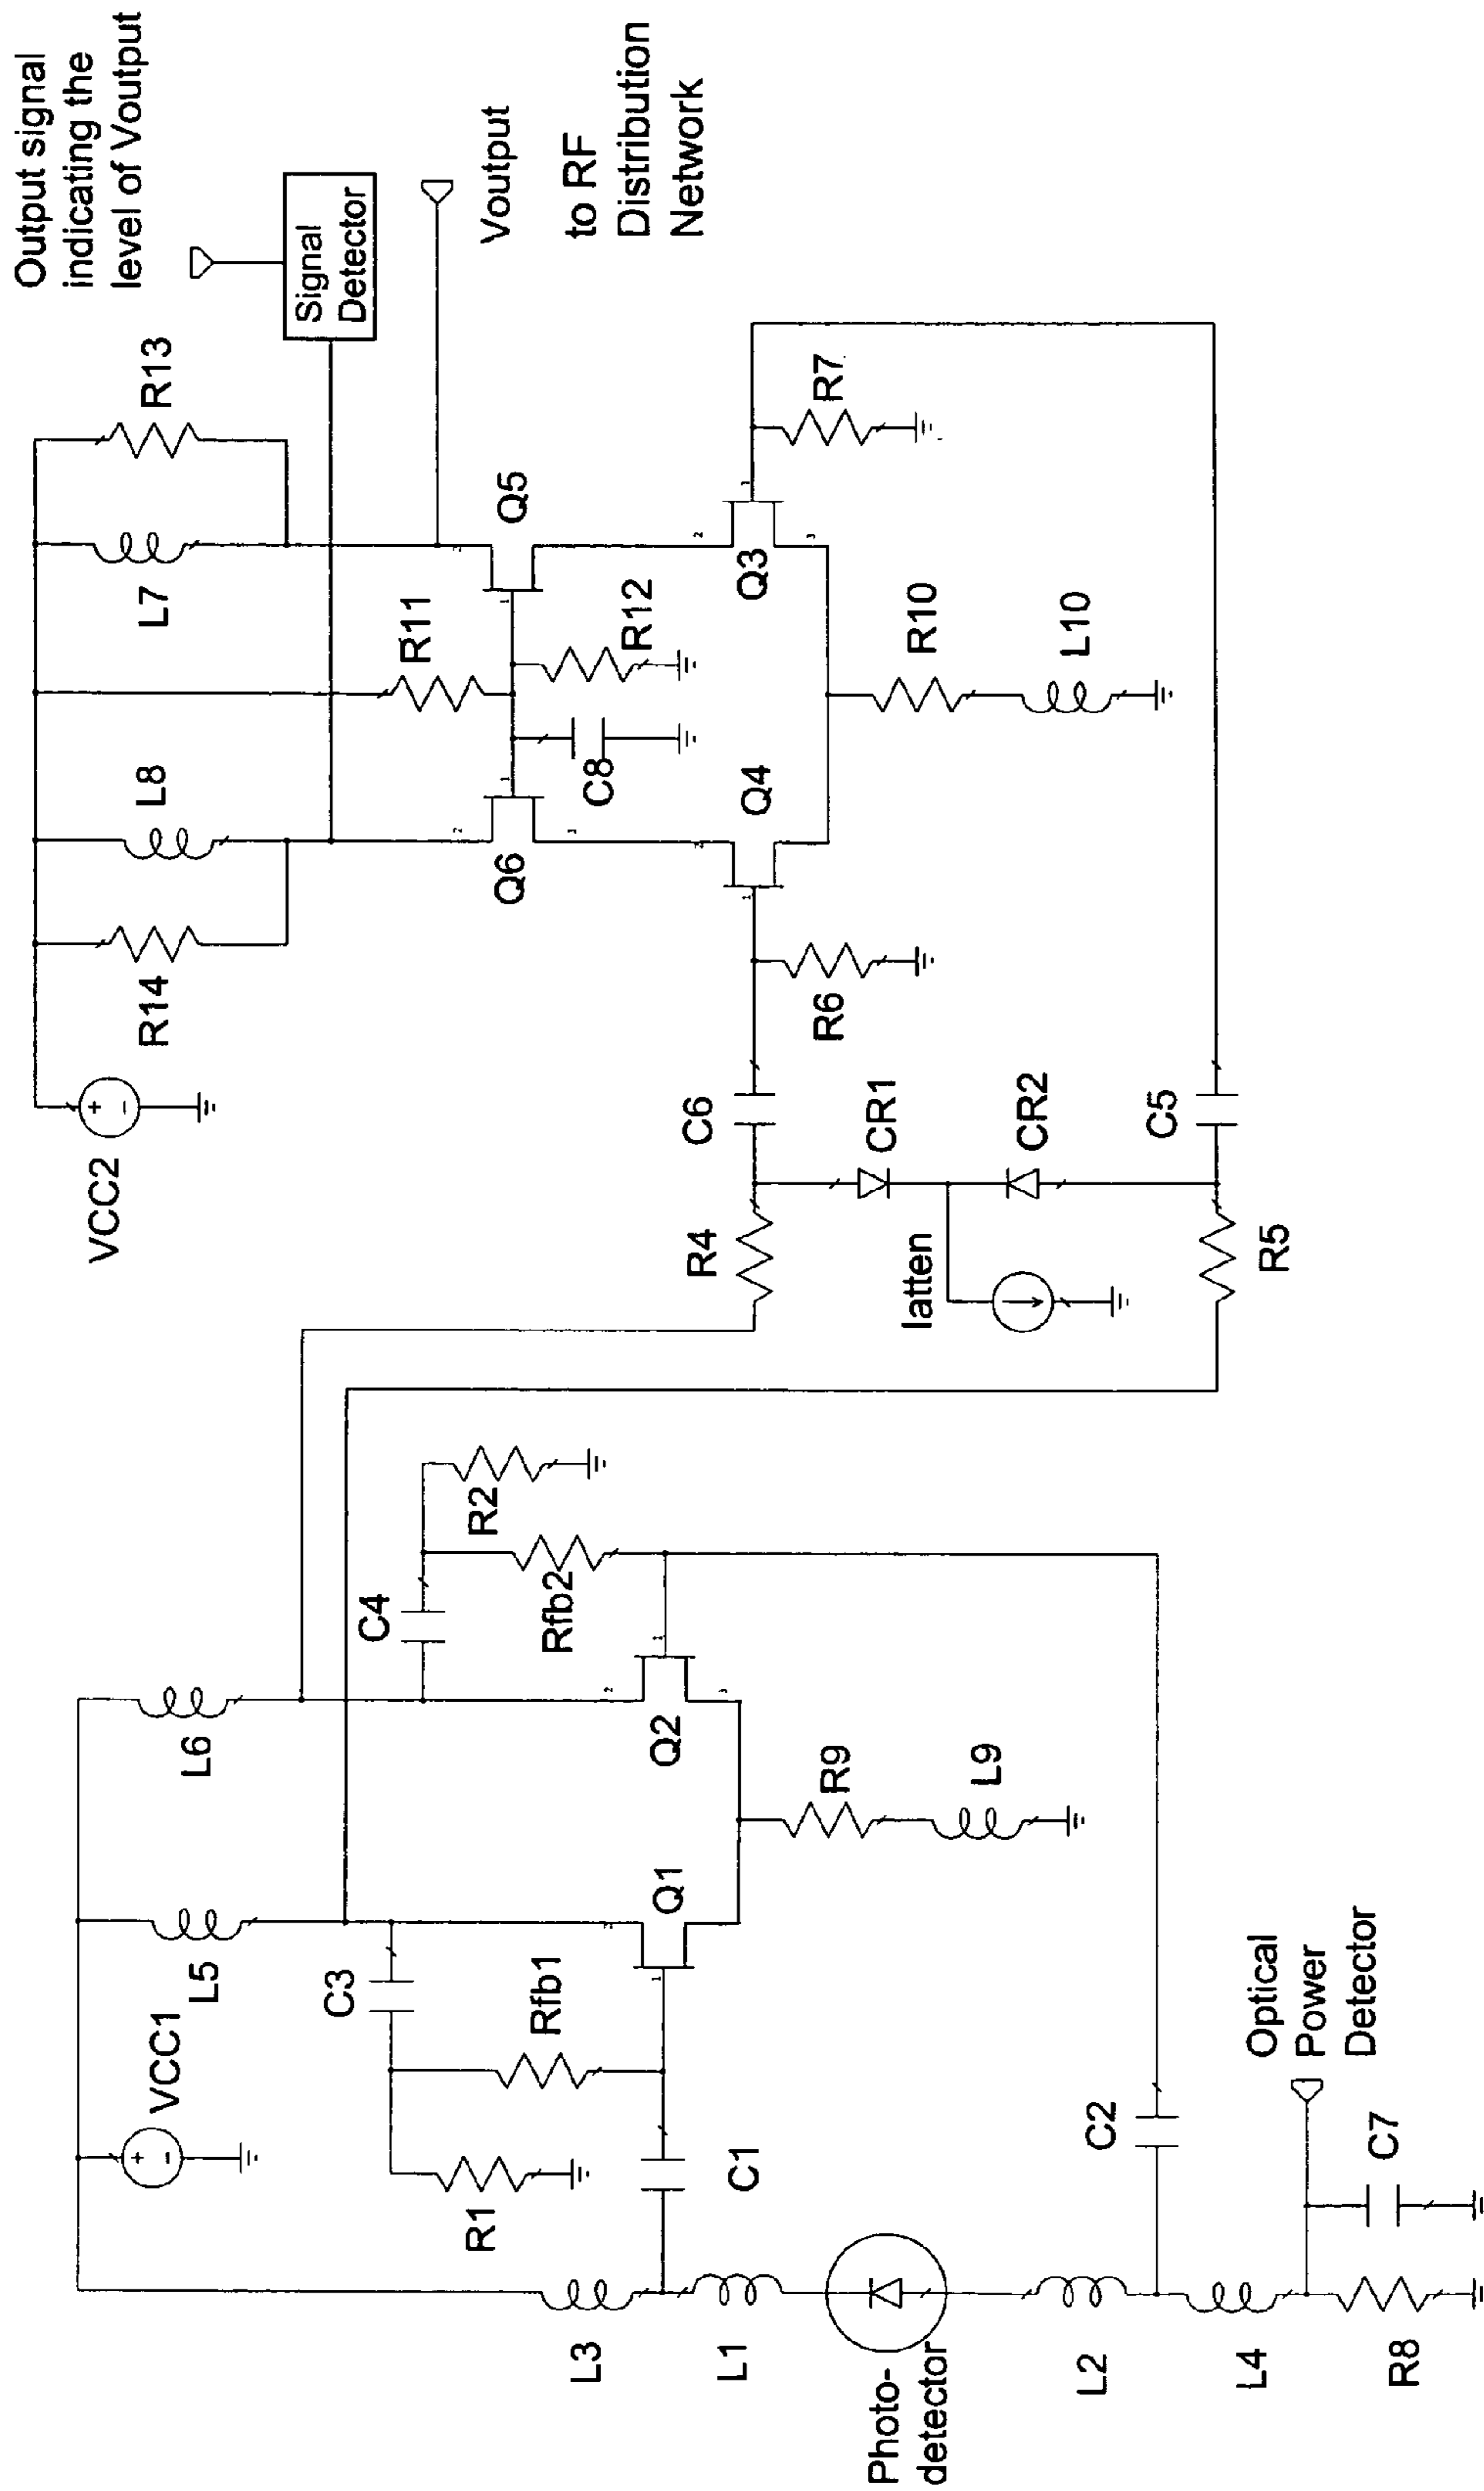 Output signal
indicating the
level of Voutput
Signal
Detector
Voutput
to RF
Distribution
Network
VCC2
R14
L8
L7
R13
R11
Q6
Q5
C8
R12
Q4
Q3
R6
R7
R10
L10
C6
CR1
CR2
C5
R4
R5
Iatten
VCC1
L5
L6
C3
C4
R1
Rfb1
R2
Rfb2
Q1
Q2
C1
R9
L9
L3
L1
Photo-
detector
L2
C2
L4
Optical
Power
Detector
R8
C7